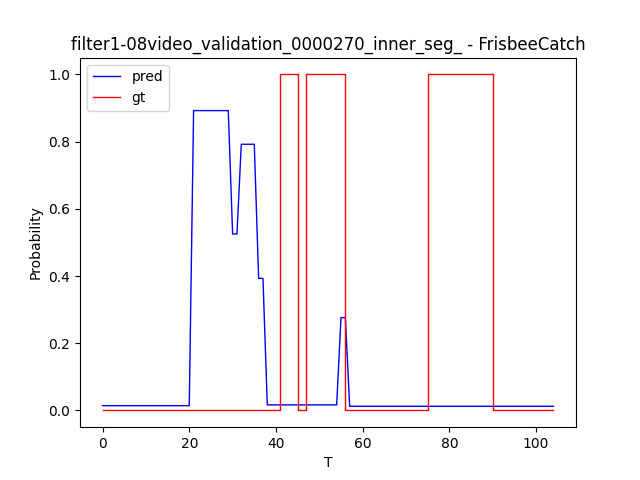 filter1-08video_validation_0000270_inner_seg_ - FrisbeeCatch
pred
gt
1.0
0.8
0.6
0.4
0.2
0.0
Probability
0
20
40
60
80
100
T